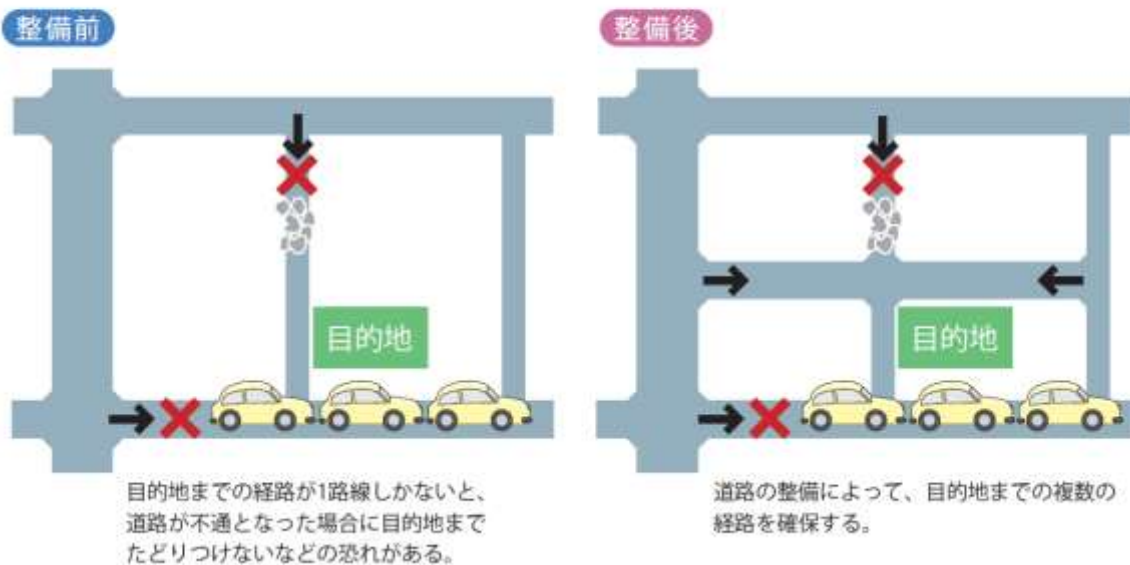 整備前
目的地
目的地までの経路が1路線しかないと、
道路が不通となった場合に目的地まで
たどりつけないなどの恐れがある。
整備後
目的地
道路の整備によって、目的地までの複数の
経路を確保する。